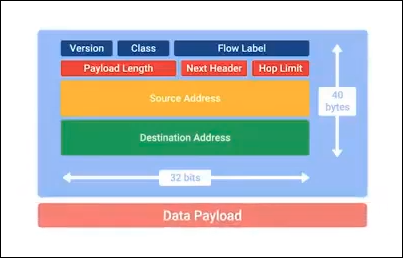 Version Class Flow Label
Payload Length Next Header Hop Limit
Source Address
40
bytes
Destination Address
32 bits
Data Payload